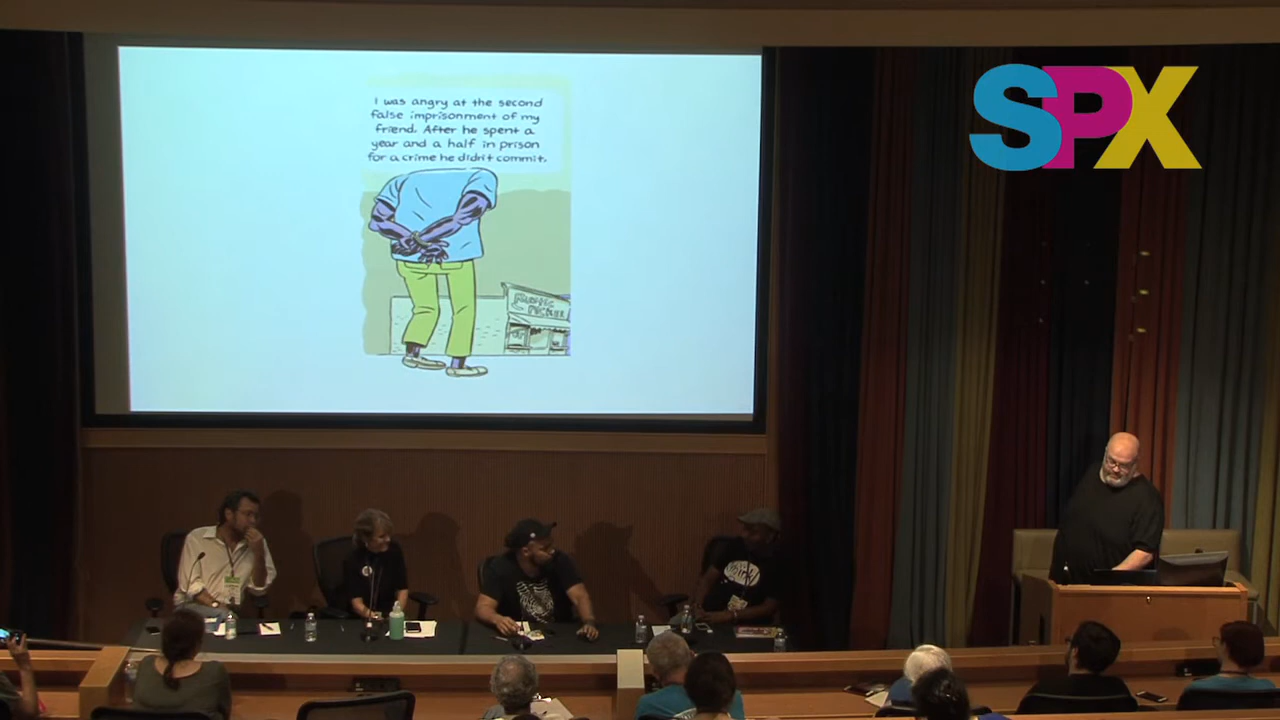 I was angry at the second
false imprisonment of my
friend. After he spent a
year and a half in prison
for a crime he didn't commit.
SPX
think!